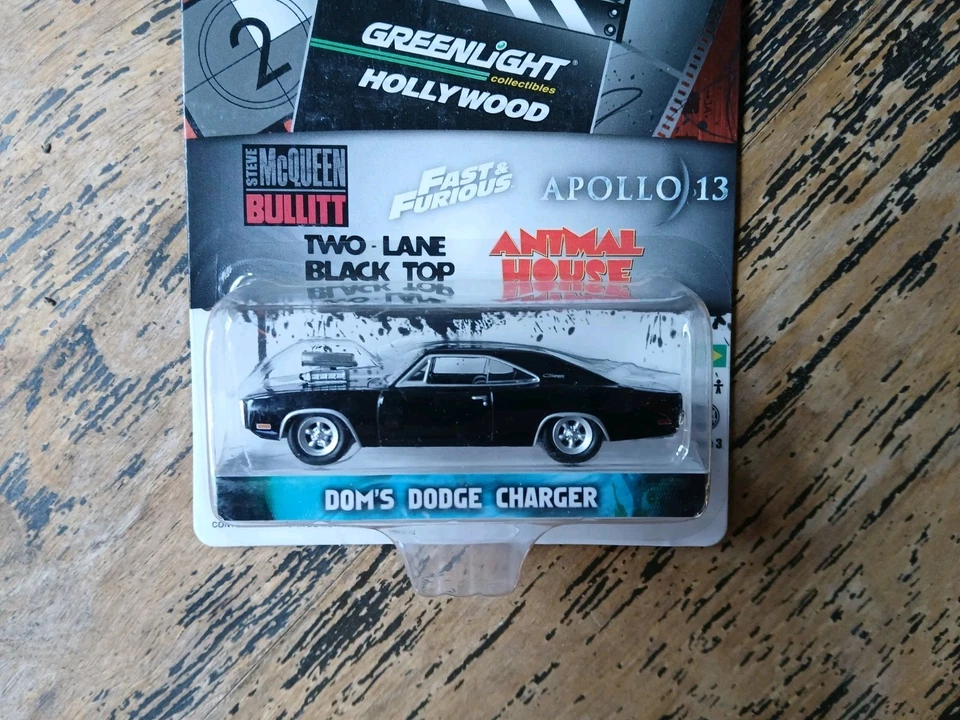 2
GREENLIGHT®
collectibles
HOLLYWOOD
STEVE McQUEEN
BULLITT
FAST &
FURIOUS
APOLLO 13
TWO-LANE
BLACK TOP
ANIMAL
HOUSE
Charger
DOM'S DODGE CHARGER